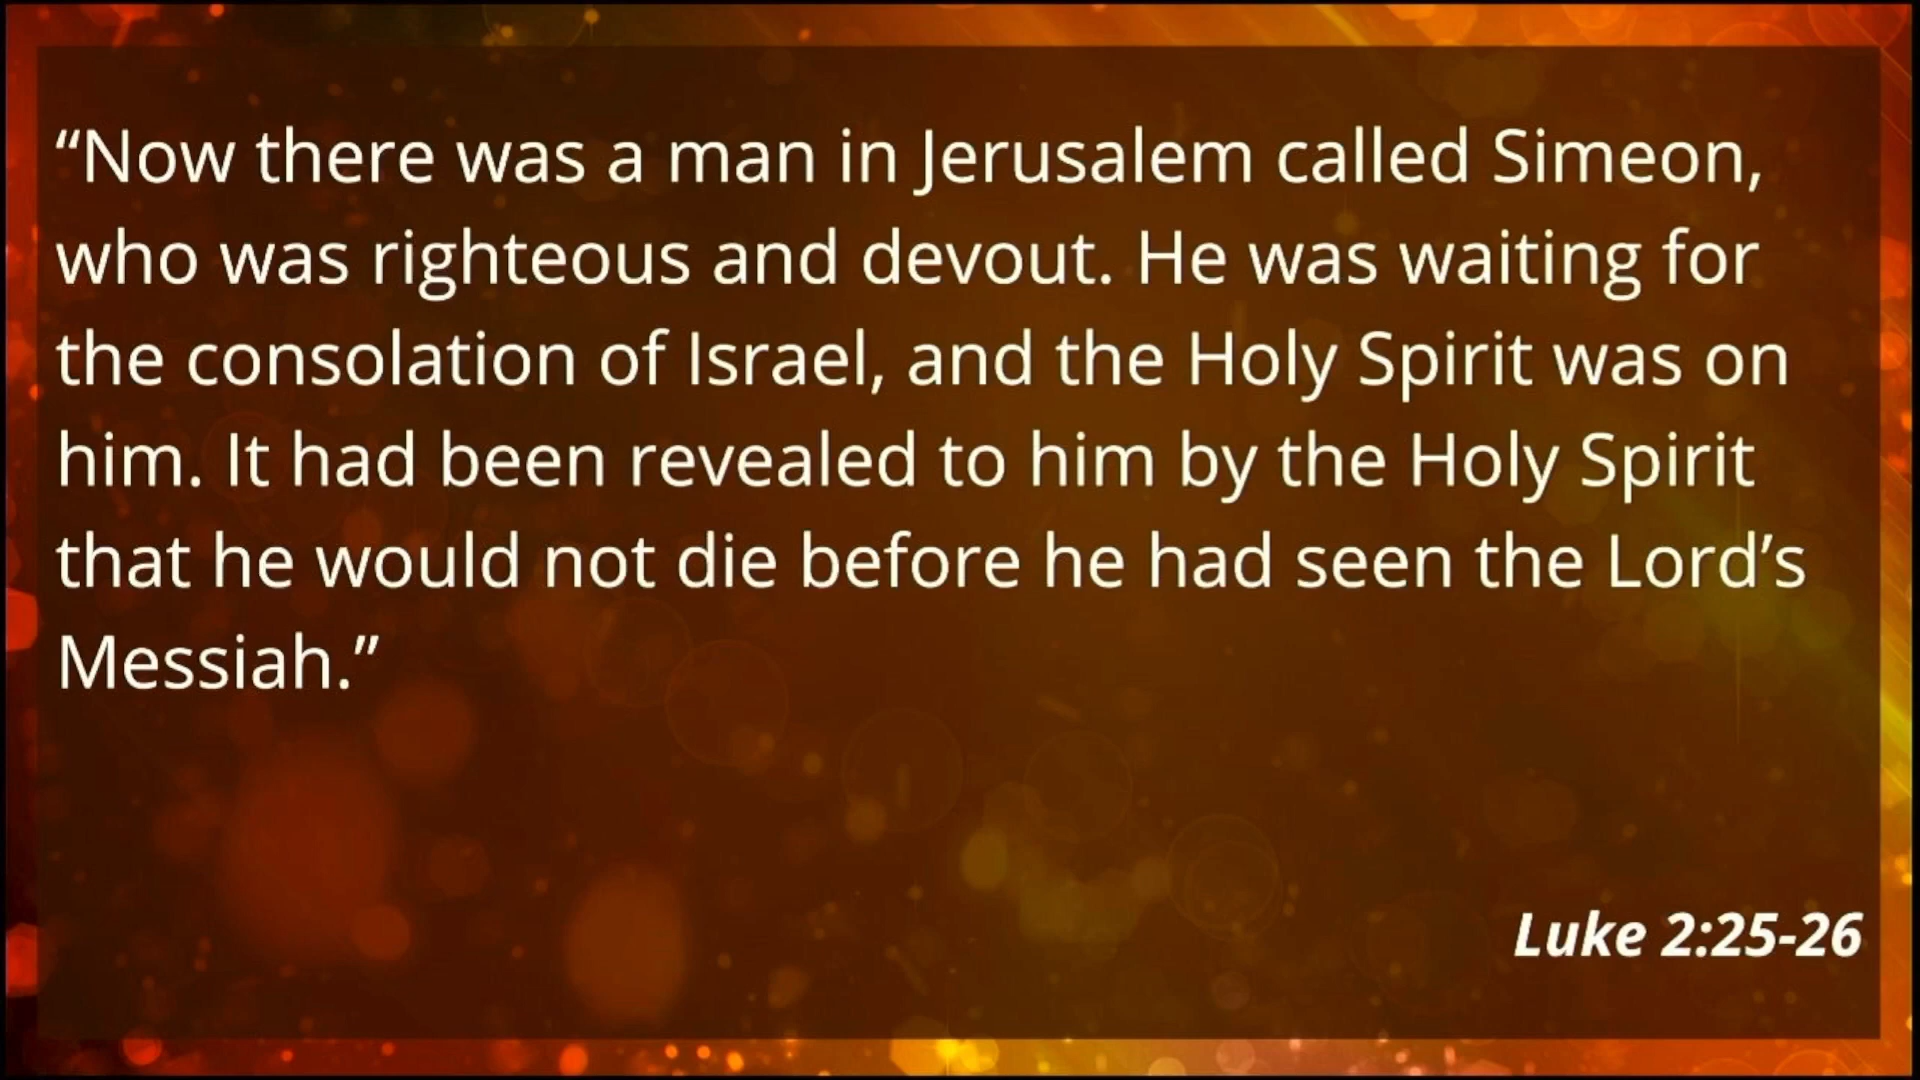 “Now there was a man in Jerusalem called Simeon,
who was righteous and devout. He was waiting for
the consolation of Israel, and the Holy Spirit was on
him. It had been revealed to him by the Holy Spirit
that he would not die before he had seen the Lord’s
Messiah.”
Luke 2:25-26